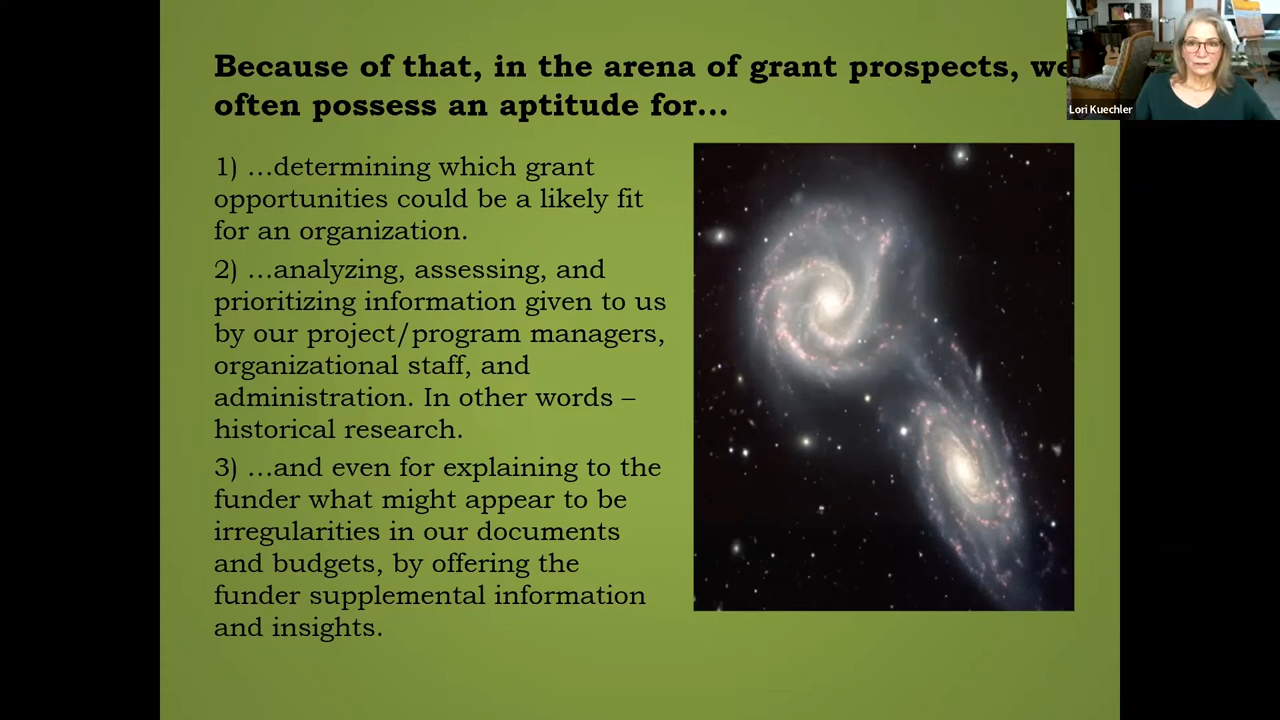 Because of that, in the arena of grant prospects, we
often possess an aptitude for...
Lori Kuechler
1) ...determining which grant
opportunities could be a likely fit
for an organization.
2) ...analyzing, assessing, and
prioritizing information given to us
by our project/program managers,
organizational staff, and
administration. In other words –
historical research.
3) ...and even for explaining to the
funder what might appear to be
irregularities in our documents
and budgets, by offering the
funder supplemental information
and insights.